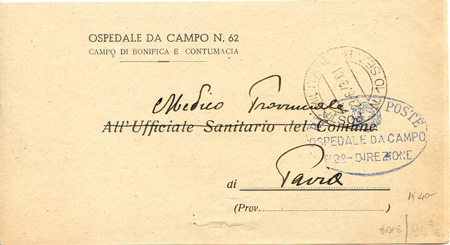 OSPEDALE DA CAMPO N. 62
CAMPO DI BONIFICA E CONTUMACIA
Medico Provinciale
All'Ufficiale Sanitario del Comune
POSTE
OSPEDALE DA CAMPO
62º - DIREZIONE
di Pavia
(Prov.)